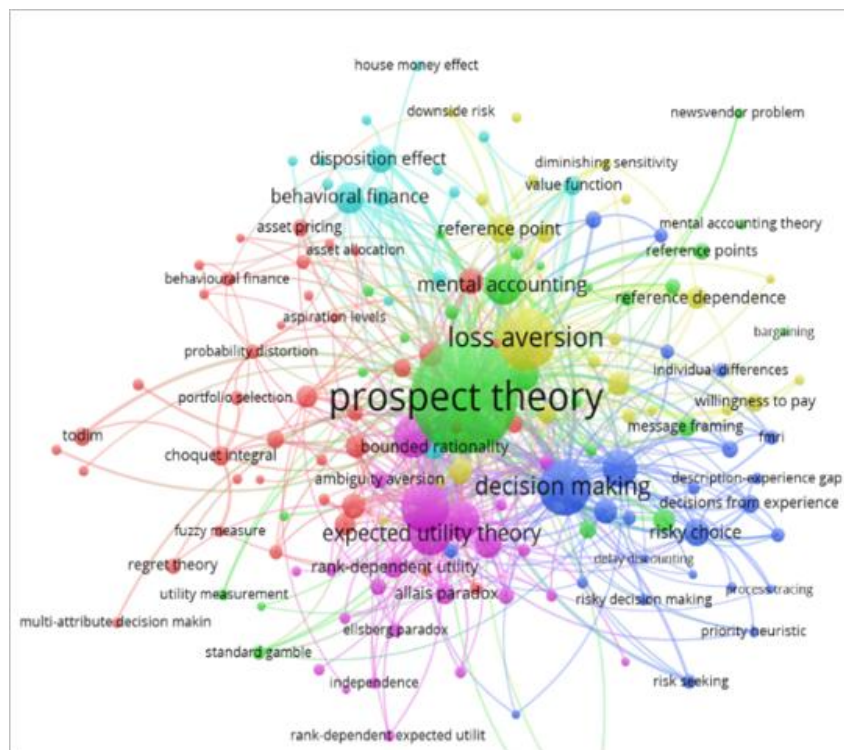 house money effect
downside risk
newsvendor problem
disposition effect
diminishing sensitivity
behavioral finance
value function
asset pricing
reference point
mental accounting theory
asset allocation
reference points
behavioural finance
mental accounting
reference dependence
aspiration levels
loss aversion
bargaining
probability distortion
individual differences
portfolio selection
prospect theory
willingness to pay
todim
message framing
fmri
choquet integral
bounded rationality
ambiguity aversion
decision making
description-experience gap
decisions from experience
fuzzy measure
expected utility theory
risky choice
regret theory
rank-dependent utility
delay discounting
utility measurement
allais paradox
risky decision making
process tracing
multi-attribute decision makin
ellsberg paradox
priority heuristic
standard gamble
independence
risk seeking
rank-dependent expected utilit